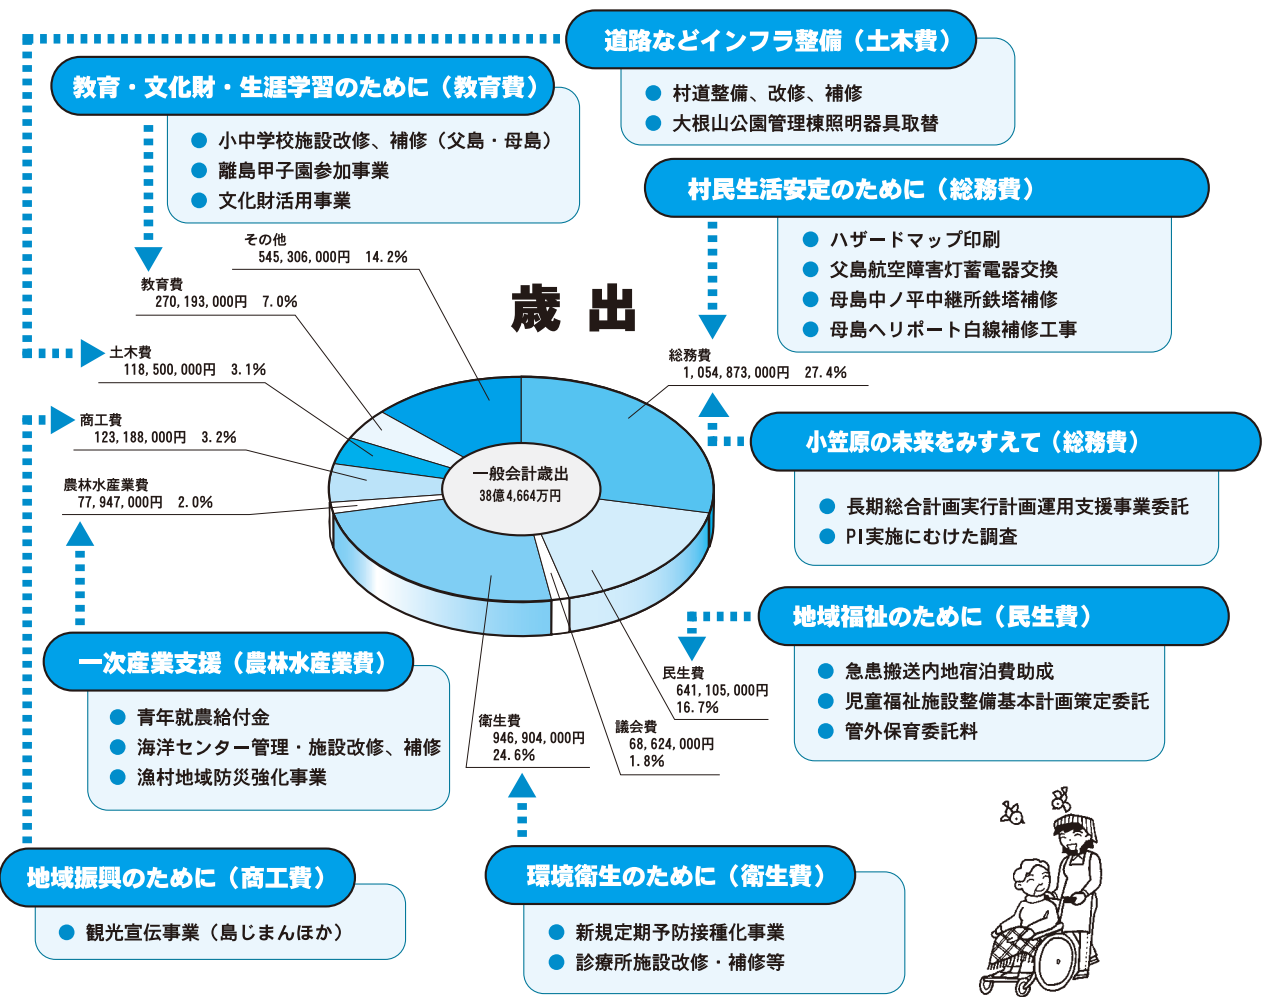 道路などインフラ整備（土木費）
● 村道整備、改修、補修
● 大根山公園管理棟照明器具取替
教育・文化財・生涯学習のために（教育費）
● 小中学校施設改修、補修（父島・母島）
● 離島甲子園参加事業
● 文化財活用事業
村民生活安定のために（総務費）
● ハザードマップ印刷
● 父島航空障害灯蓄電器交換
● 母島中ノ平中継所鉄塔補修
● 母島ヘリポート白線補修工事
歳 出
その他
545,306,000円 14.2%
教育費
270,193,000円 7.0%
土木費
118,500,000円 3.1%
商工費
123,188,000円 3.2%
農林水産業費
77,947,000円 2.0%
総務費
1,054,873,000円 27.4%
一般会計歳出
38億4,664万円
小笠原の未来をみすえて（総務費）
● 長期総合計画実行計画運用支援事業委託
● PI実施にむけた調査
地域福祉のために（民生費）
● 急患搬送内地宿泊費助成
● 児童福祉施設整備基本計画策定委託
● 管外保育委託料
民生費
641,105,000円
16.7%
議会費
68,624,000円
1.8%
衛生費
946,904,000円
24.6%
一次産業支援（農林水産業費）
● 青年就農給付金
● 海洋センター管理・施設改修、補修
● 漁村地域防災強化事業
地域振興のために（商工費）
● 観光宣伝事業（島じまんほか）
環境衛生のために（衛生費）
● 新規定期予防接種化事業
● 診療所施設改修・補修等